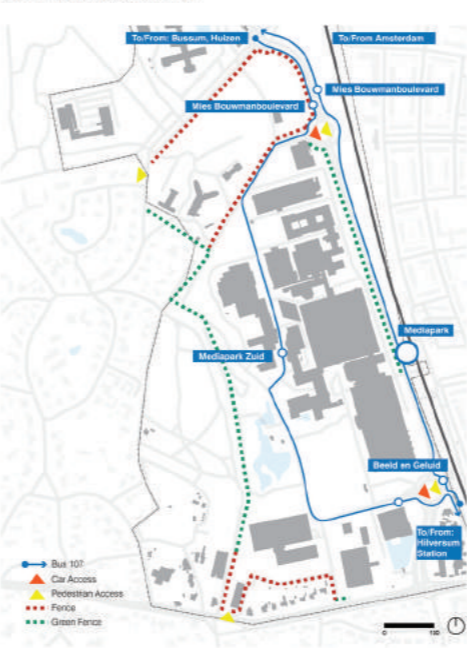 To/From: Bussum, Huizen
To/From Amsterdam
Mies Bouwmanboulevard
Mies Bouwmanboulevard
Mediapark
Mediapark Zuid
Beeld en Geluid
To/From:
Hilversum
Station
Bus 107
Car Access
Pedestrian Access
Fence
Green Fence
0
100